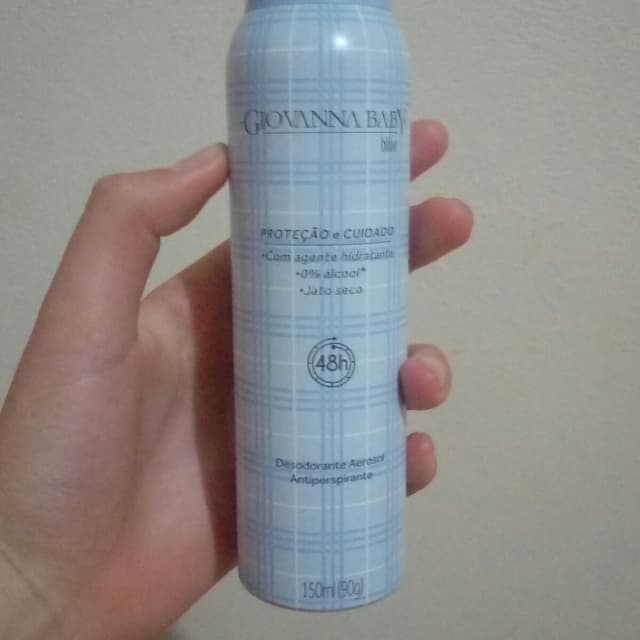 GIOVANNA BABY
blue
PROTEÇÃO e CUIDADO
•Com agente hidratante
•0% álcool*
•Jato seco
48h
Desodorante Aerosol
Antiperspirante
150ml (90g)